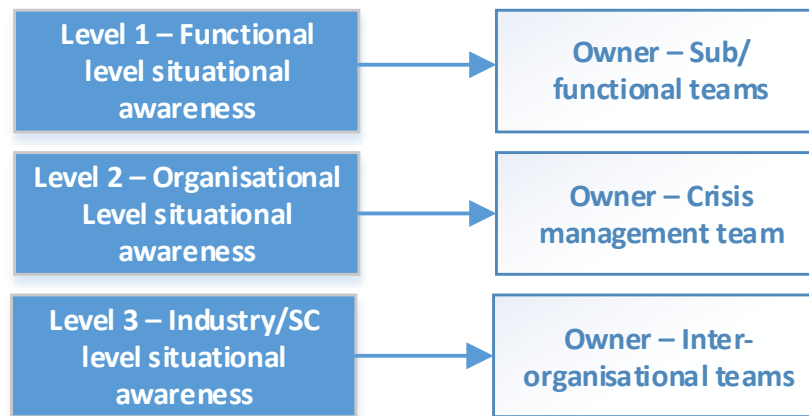 Level 1 – Functional
level situational
awareness
Owner – Sub/
functional teams
Level 2 – Organisational
Level situational
awareness
Owner – Crisis
management team
Level 3 – Industry/SC
level situational
awareness
Owner – Inter-
organisational teams